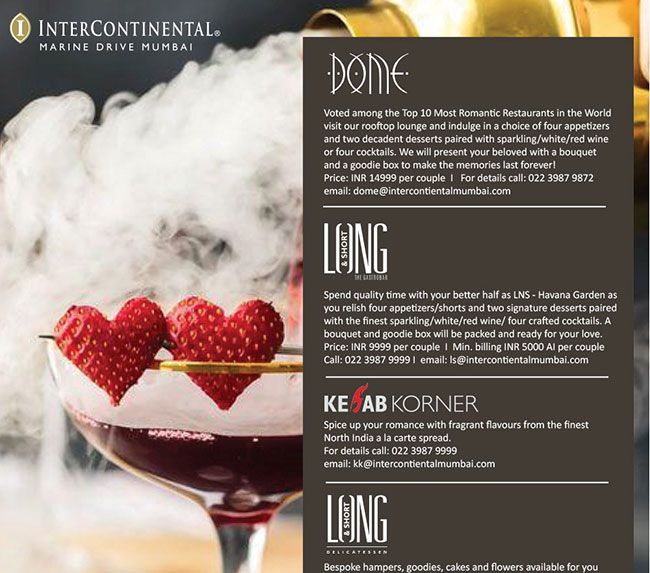 INTERCONTINENTAL®
MARINE DRIVE MUMBAI
DOME
Voted among the Top 10 Most Romantic Restaurants in the World
visit our rooftop lounge and indulge in a choice of four appetizers
and two decadent desserts paired with sparkling/white/red wine
or four cocktails. We will present your beloved with a bouquet
and a goodie box to make the memories last forever!
Price: INR 14999 per couple I For details call: 022 3987 9872
email: dome@intercontientalmumbai.com
LONG
& SHORT
THE GASTROBAR
Spend quality time with your better half as LNS - Havana Garden as
you relish four appetizers/shorts and two signature desserts paired
with the finest sparkling/white/red wine/ four crafted cocktails. A
bouquet and goodie box will be packed and ready for your love.
Price: INR 9999 per couple I Min. billing INR 5000 AI per couple
Call: 022 3987 9999 I email: ls@intercontientalmumbai.com
KEBAB KORNER
Spice up your romance with fragrant flavours from the finest
North India a la carte spread.
For details call: 022 3987 9999
email: kk@intercontientalmumbai.com
LONG
& SHORT
DELICATESSEN
Bespoke hampers, goodies, cakes and flowers available for you